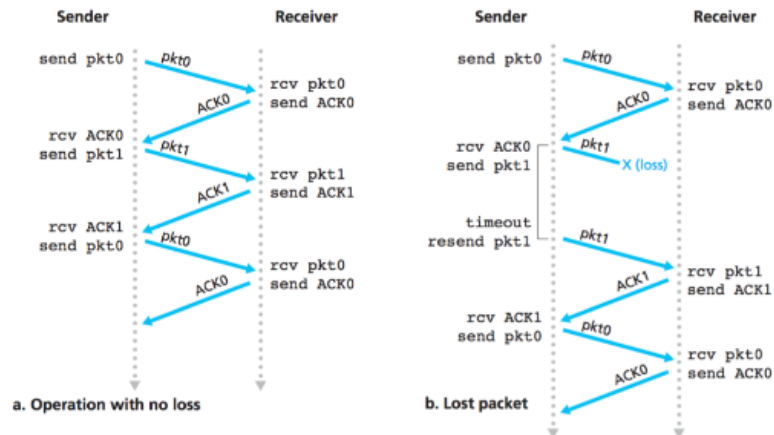 Sender Receiver
send pkt0
pkt0
rcv pkt0
send ACK0
ACK0
rcv ACK0
send pkt1
pkt1
rcv pkt1
send ACK1
ACK1
rcv ACK1
send pkt0
pkt0
rcv pkt0
send ACK0
ACK0
a. Operation with no loss
Sender Receiver
send pkt0
pkt0
rcv pkt0
send ACK0
ACK0
rcv ACK0
send pkt1
pkt1
X (loss)
timeout
resend pkt1
pkt1
rcv pkt1
send ACK1
ACK1
rcv ACK1
send pkt0
pkt0
rcv pkt0
send ACK0
ACK0
b. Lost packet